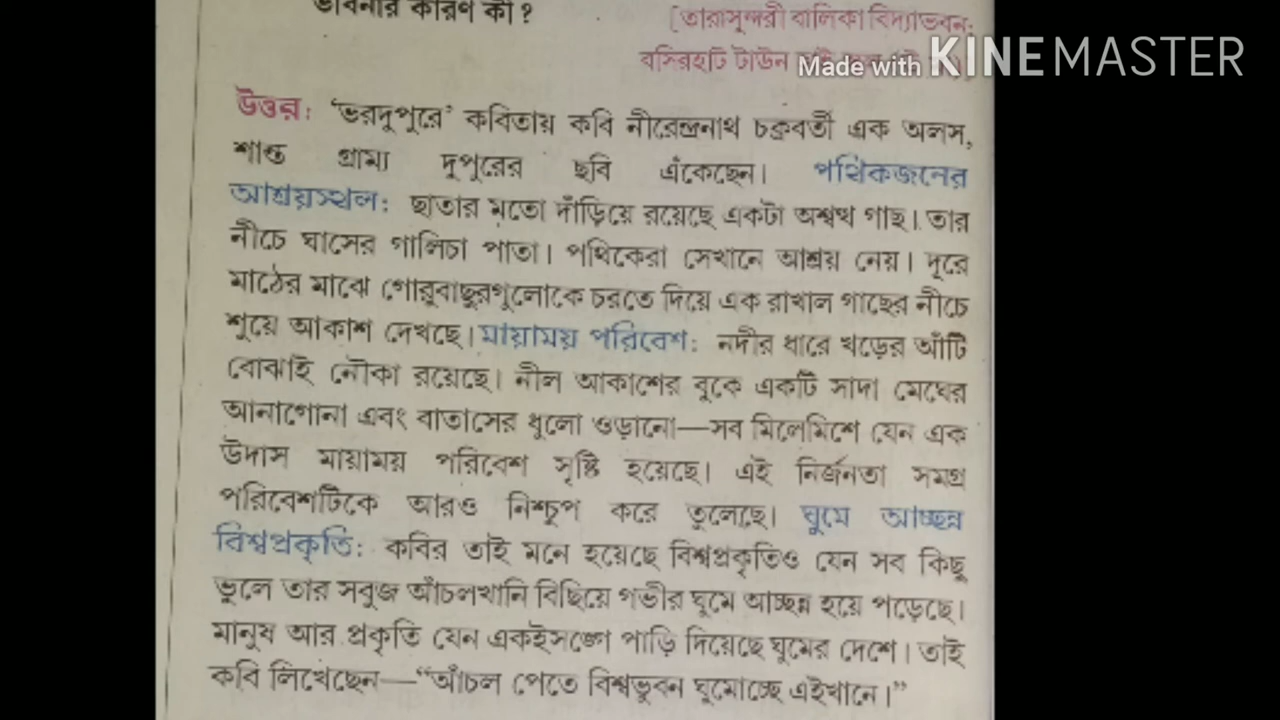 ভাবনার কারণ কী?
[তারাসুন্দরী বালিকা বিদ্যাভবন;
বসিরহাট টাউন
Made with KINEMASTER
উত্তর: 'ভরদুপুরে' কবিতায় কবি নীরেন্দ্রনাথ চক্রবর্তী এক অলস,
শান্ত গ্রাম্য দুপুরের ছবি এঁকেছেন। পথিকজনের
আশ্রয়স্থল: ছাতার মতো দাঁড়িয়ে রয়েছে একটা অশ্বত্থ গাছ। তার
নীচে ঘাসের গালিচা পাতা। পথিকেরা সেখানে আশ্রয় নেয়। দূরে
মাঠের মাঝে গোরুবাছুরগুলোকে চরতে দিয়ে এক রাখাল গাছের নীচে
শুয়ে আকাশ দেখছে। মায়াময় পরিবেশ: নদীর ধারে খড়ের আঁটি
বোঝাই নৌকা রয়েছে। নীল আকাশের বুকে একটি সাদা মেঘের
আনাগোনা এবং বাতাসের ধুলো ওড়ানো—সব মিলেমিশে যেন এক
উদাস মায়াময় পরিবেশ সৃষ্টি হয়েছে। এই নির্জনতা সমগ্র
পরিবেশটিকে আরও নিশ্চুপ করে তুলেছে। ঘুমে আচ্ছন্ন
বিশ্বপ্রকৃতি: কবির তাই মনে হয়েছে বিশ্বপ্রকৃতিও যেন সব কিছু
ভুলে তার সবুজ আঁচলখানি বিছিয়ে গভীর ঘুমে আচ্ছন্ন হয়ে পড়েছে।
মানুষ আর প্রকৃতি যেন একইসঙ্গে পাড়ি দিয়েছে ঘুমের দেশে। তাই
কবি লিখেছেন—"আঁচল পেতে বিশ্বভুবন ঘুমোচ্ছে এইখানে।"